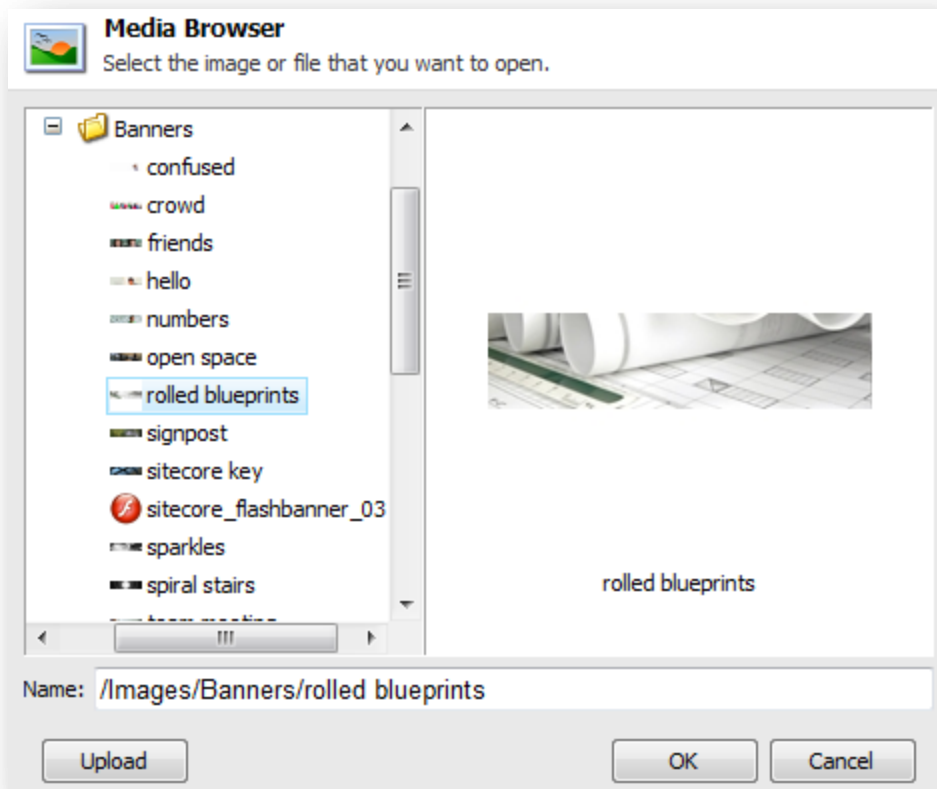 Media Browser
Select the image or file that you want to open.
Banners
confused
crowd
friends
hello
numbers
open space
rolled blueprints
signpost
sitecore key
sitecore_flashbanner_03
sparkles
spiral stairs
rolled blueprints
Name: /Images/Banners/rolled blueprints
Upload OK Cancel